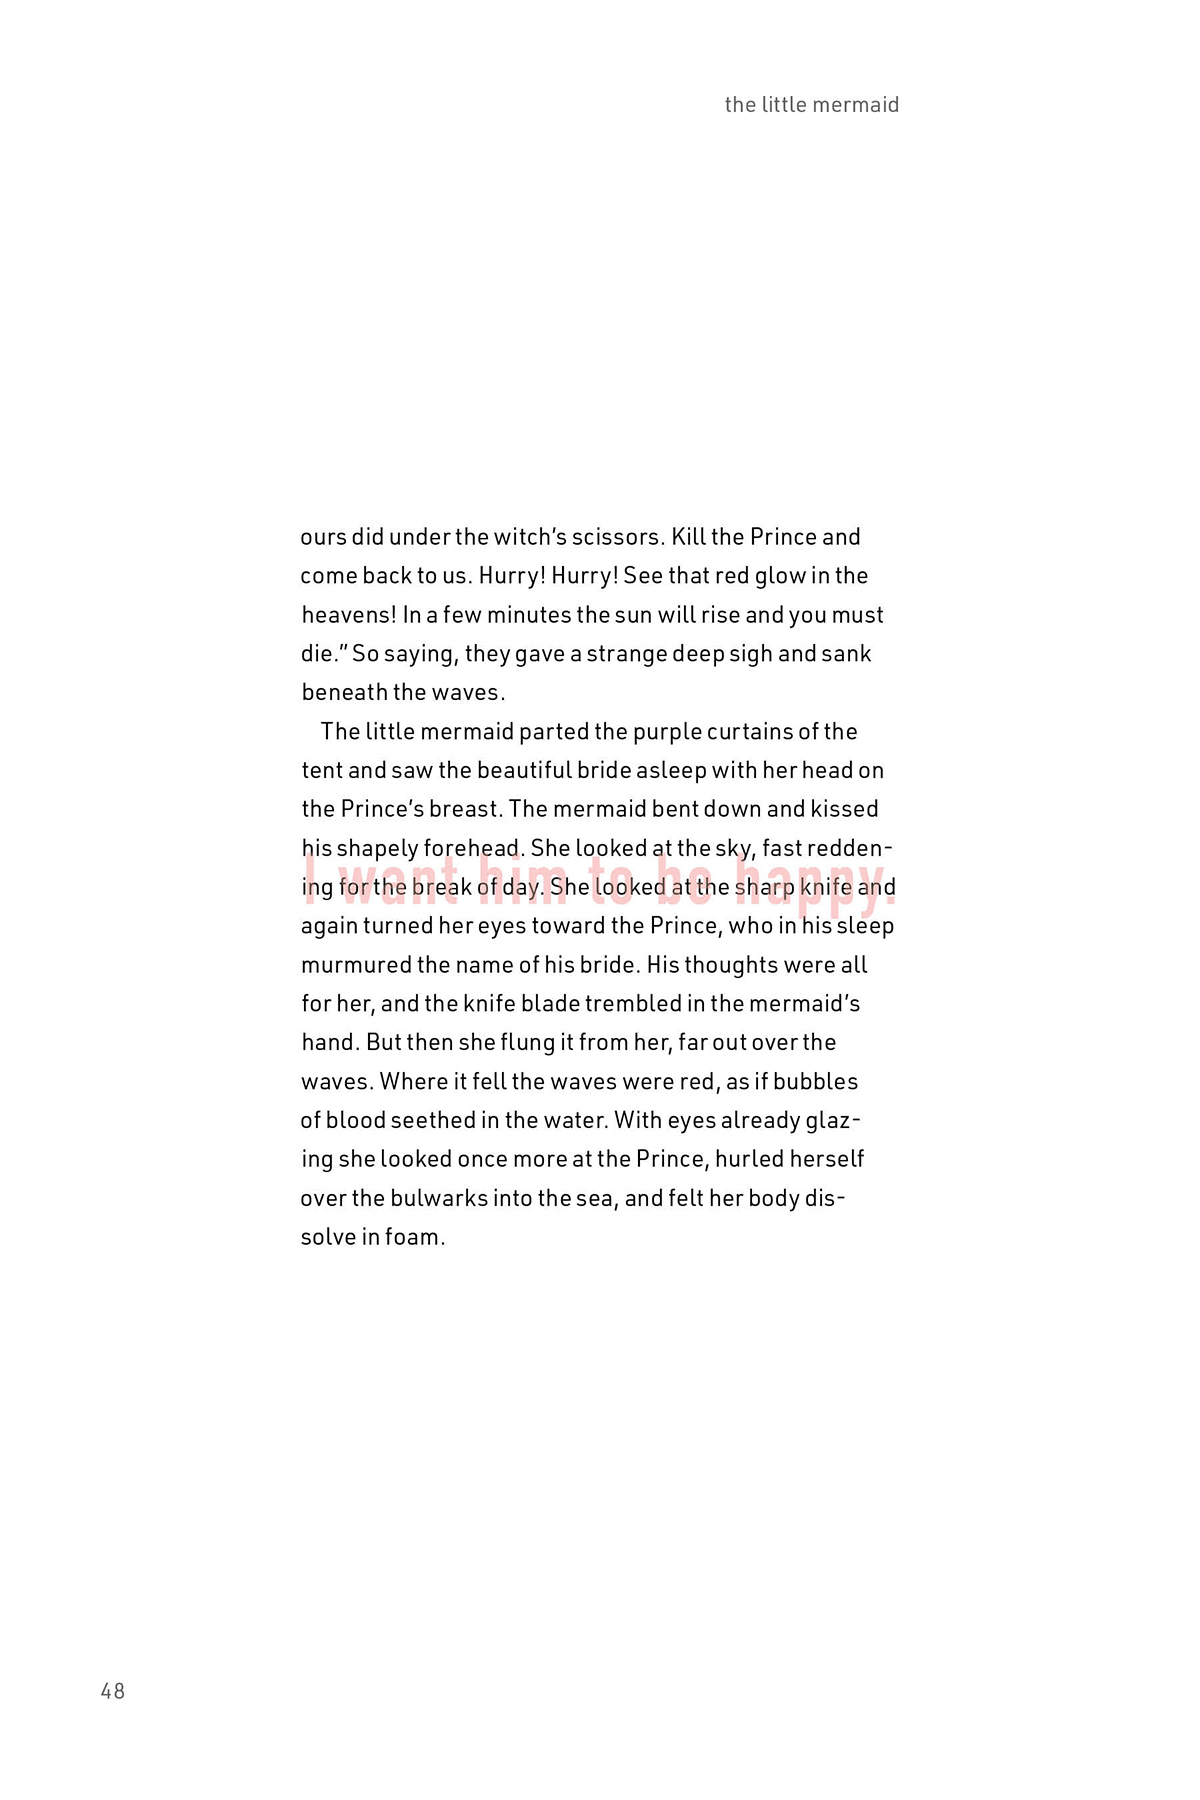 the little mermaid
ours did under the witch’s scissors. Kill the Prince and
come back to us. Hurry! Hurry! See that red glow in the
heavens! In a few minutes the sun will rise and you must
die.” So saying, they gave a strange deep sigh and sank
beneath the waves.
The little mermaid parted the purple curtains of the
tent and saw the beautiful bride asleep with her head on
the Prince’s breast. The mermaid bent down and kissed
his shapely forehead. She looked at the sky, fast redden-
I want him to be happy.
ing for the break of day. She looked at the sharp knife and
again turned her eyes toward the Prince, who in his sleep
murmured the name of his bride. His thoughts were all
for her, and the knife blade trembled in the mermaid’s
hand. But then she flung it from her, far out over the
waves. Where it fell the waves were red, as if bubbles
of blood seethed in the water. With eyes already glaz-
ing she looked once more at the Prince, hurled herself
over the bulwarks into the sea, and felt her body dis-
solve in foam.
48